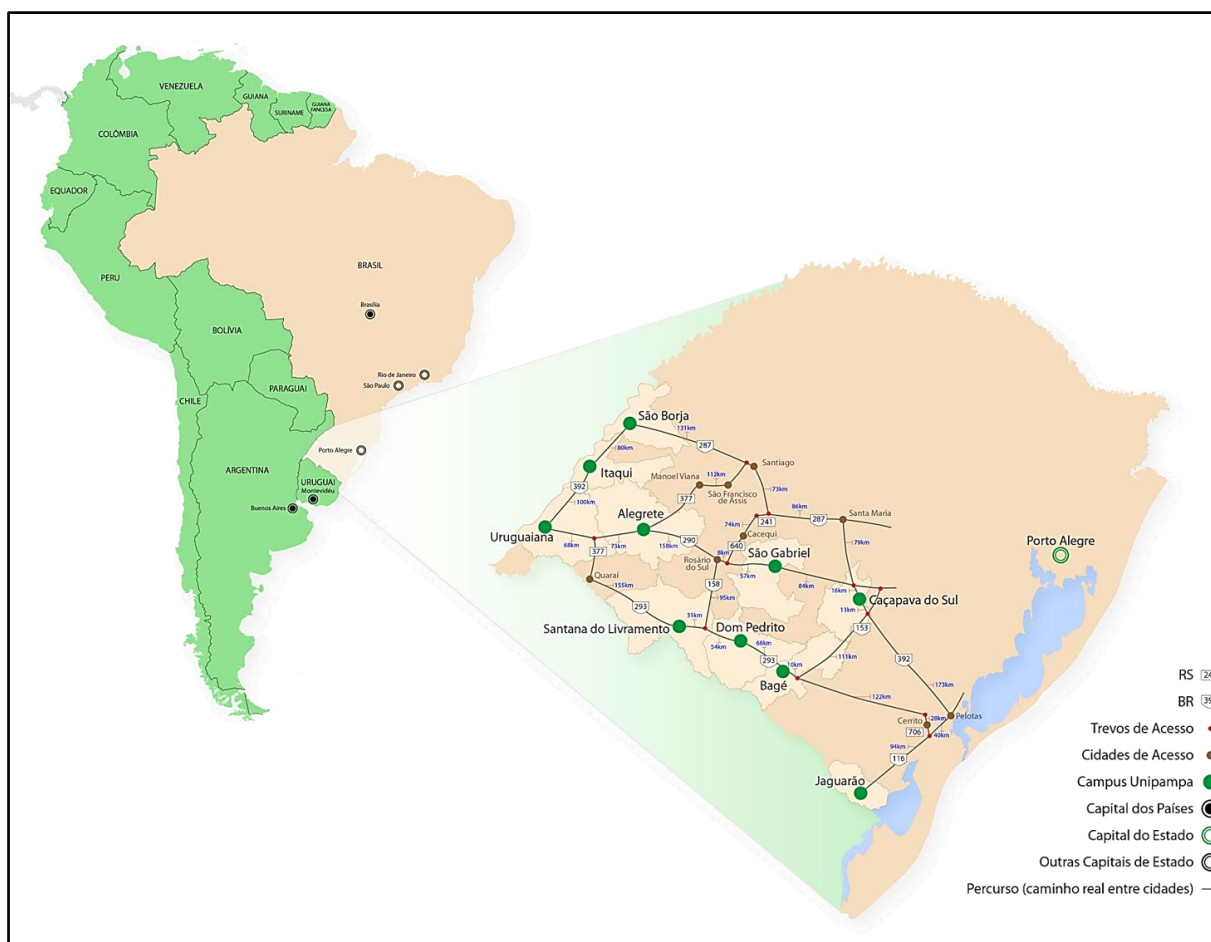 VENEZUELA
GUIANA
SURINAME
GUIANA
FANCESA
COLÔMBIA
EQUADOR
PERU
BRASIL
Brasília
BOLÍVIA
Rio de Janeiro
São Paulo
PARAGUAI
CHILE
Porto Alegre
ARGENTINA
URUGUAI
Montevidéu
Buenos Aires
São Borja
131km
287
80km
Santiago
Itaqui
Manoel Viana
112km
São Francisco
de Assis
73km
392
377
100km
Alegrete
74km
241
86km
287
Santa Maria
Uruguaiana
290
Cacequi
640
79km
Porto Alegre
68km
73km
158km
8km
São Gabriel
377
Rosário
do Sul
57km
84km
Quaraí
155km
158
16km
Caçapava do Sul
95km
13km
293
31km
153
Santana do Livramento
Dom Pedrito
54km
68km
111km
392
293
10km
Bagé
173km
122km
Cerrito
28km
Pelotas
706
40km
94km
116
Jaguarão
RS 24
BR 39
Trevos de Acesso
Cidades de Acesso
Campus Unipampa
Capital dos Países
Capital do Estado
Outras Capitais de Estado
Percurso (caminho real entre cidades)